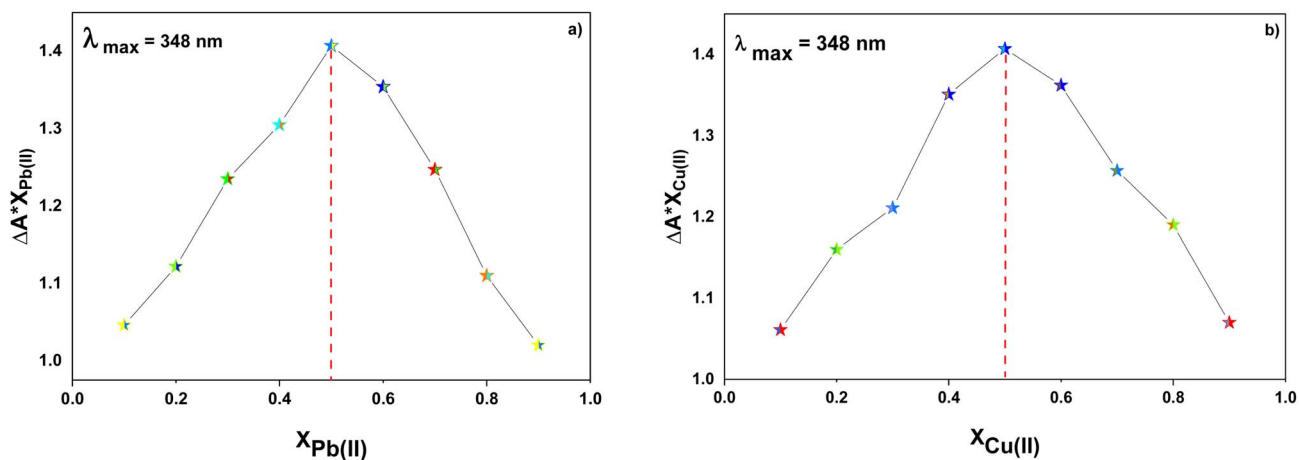 λ max = 348 nm
a)
ΔA*XPb(II)
1.4
1.3
1.2
1.1
1.0
0.0 0.2 0.4 0.6 0.8 1.0
XPb(II)
λ max = 348 nm
b)
ΔA*XCu(II)
1.4
1.3
1.2
1.1
1.0
0.0 0.2 0.4 0.6 0.8 1.0
XCu(II)